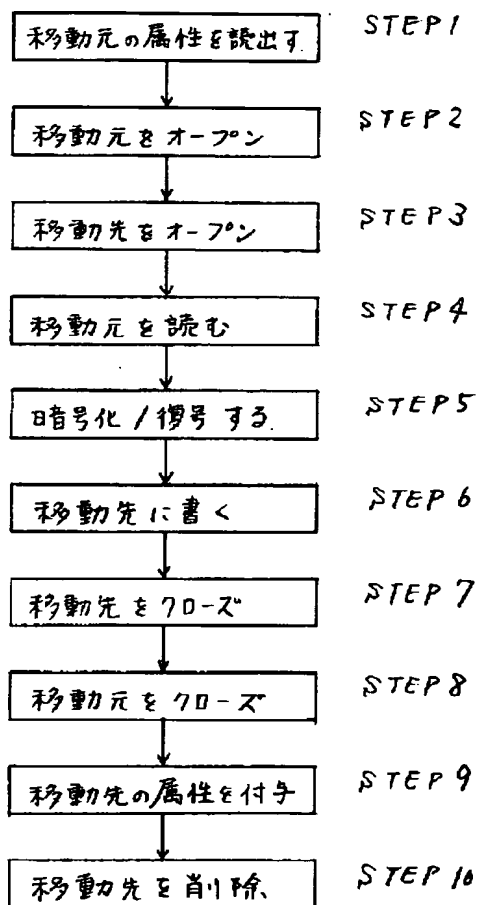 移動元の属性を読出す. STEP1
移動元をオープン STEP2
移動先をオープン STEP3
移動元を読む STEP4
暗号化/復号する. STEP5
移動先に書く STEP6
移動先をクローズ STEP7
移動元をクローズ STEP8
移動先の属性を付与 STEP9
移動先を削除、 STEP10